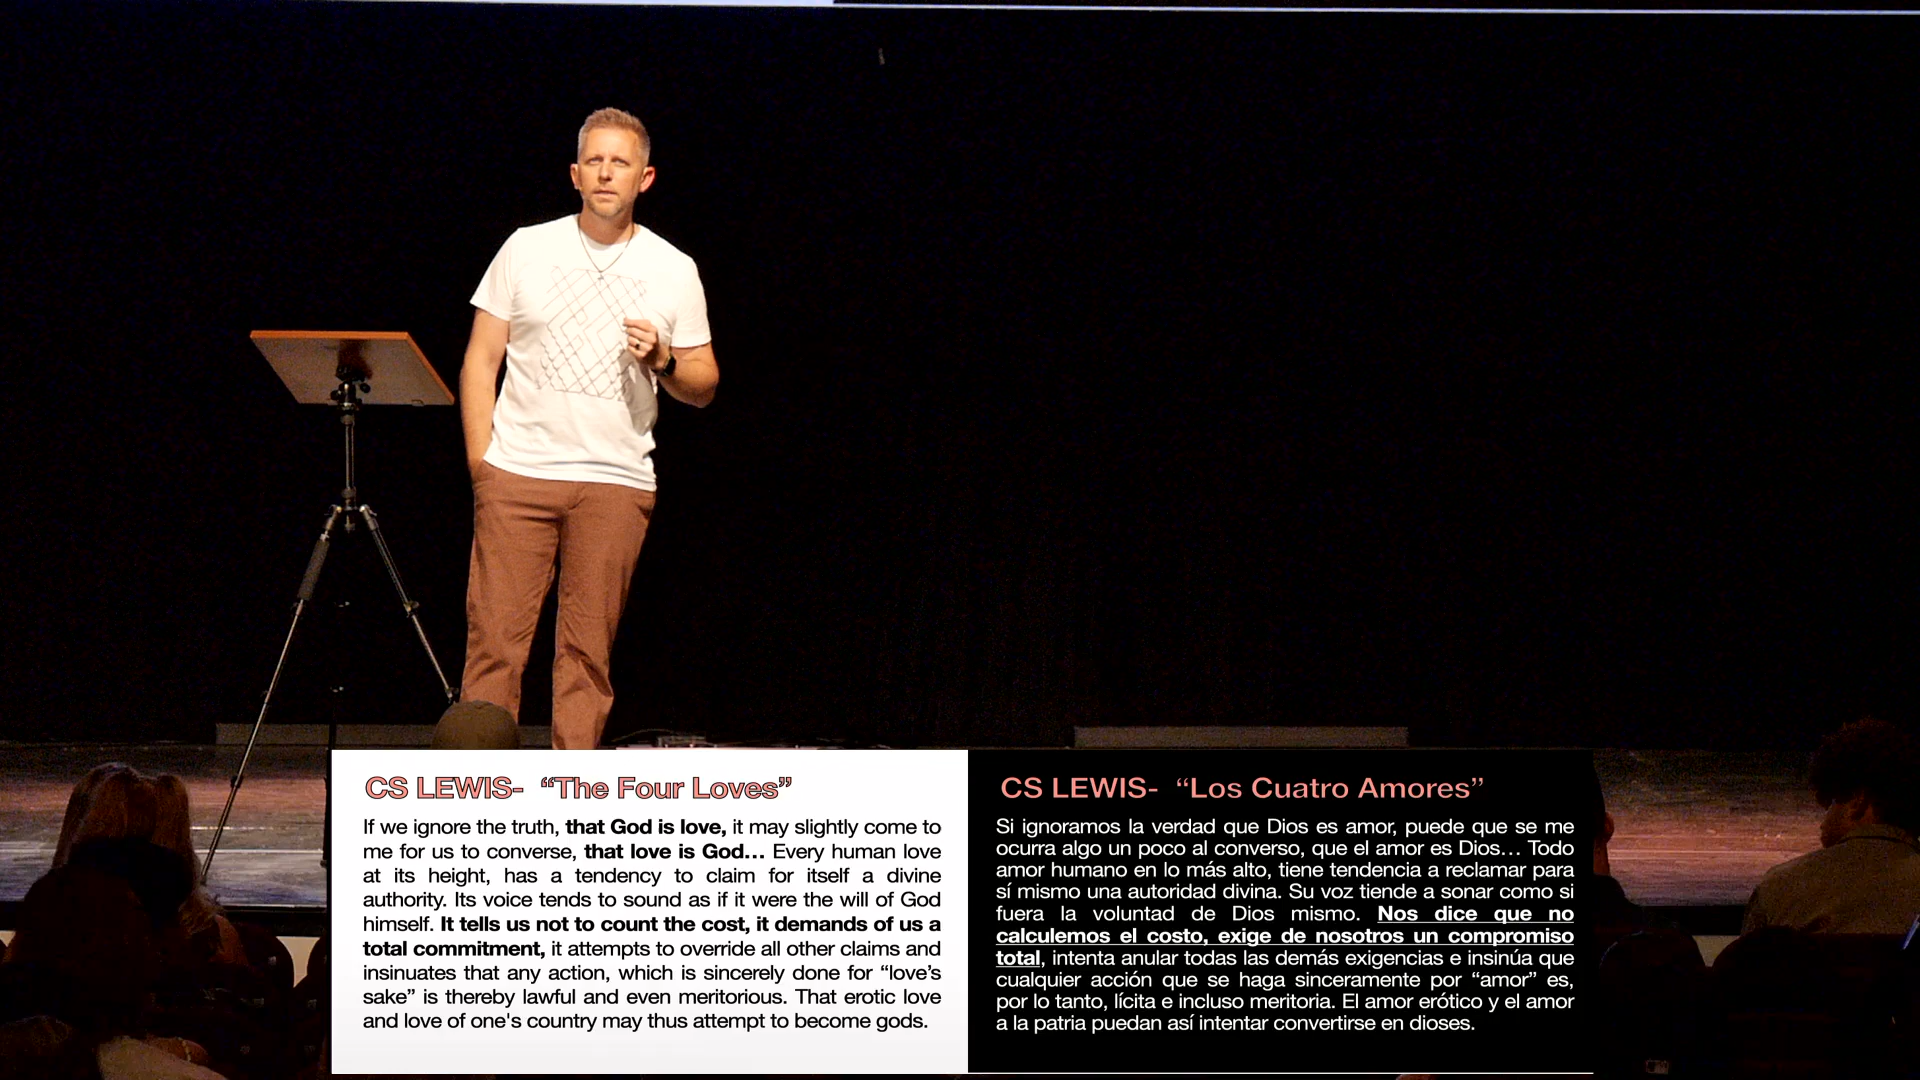 CS LEWIS- “The Four Loves”
If we ignore the truth, that God is love, it may slightly come to
me for us to converse, that love is God… Every human love
at its height, has a tendency to claim for itself a divine
authority. Its voice tends to sound as if it were the will of God
himself. It tells us not to count the cost, it demands of us a
total commitment, it attempts to override all other claims and
insinuates that any action, which is sincerely done for “love’s
sake” is thereby lawful and even meritorious. That erotic love
and love of one's country may thus attempt to become gods.
CS LEWIS- “Los Cuatro Amores”
Si ignoramos la verdad que Dios es amor, puede que se me
ocurra algo un poco al converso, que el amor es Dios… Todo
amor humano en lo más alto, tiene tendencia a reclamar para
sí mismo una autoridad divina. Su voz tiende a sonar como si
fuera la voluntad de Dios mismo. Nos dice que no
calculemos el costo, exige de nosotros un compromiso
total, intenta anular todas las demás exigencias e insinúa que
cualquier acción que se haga sinceramente por “amor” es,
por lo tanto, lícita e incluso meritoria. El amor erótico y el amor
a la patria puedan así intentar convertirse en dioses.